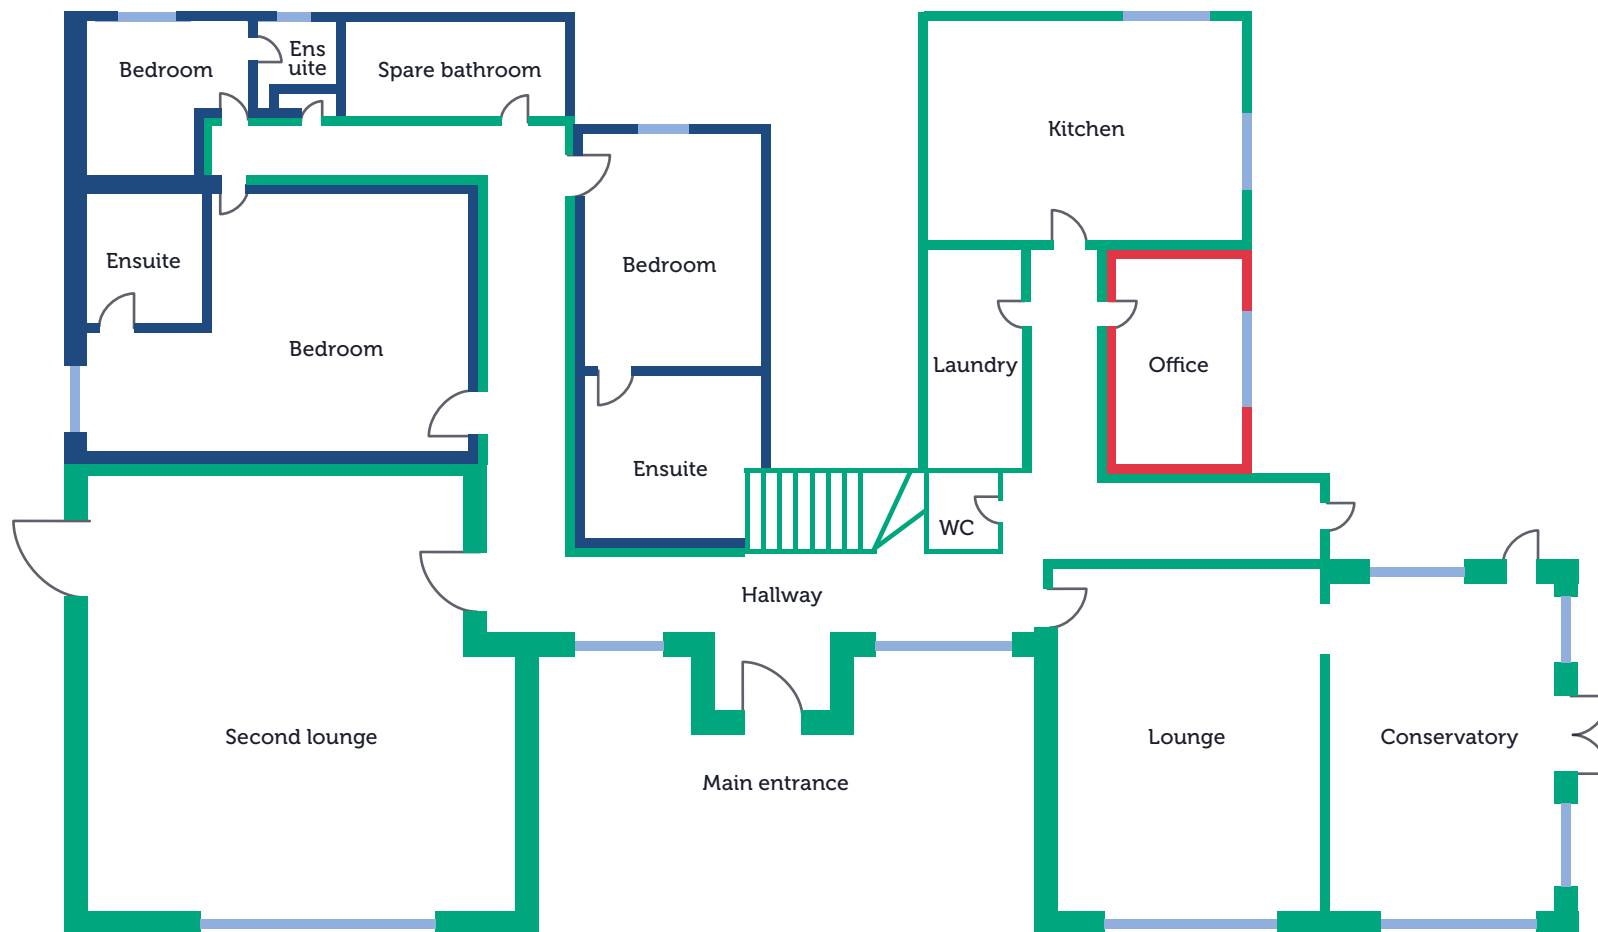 Bedroom
Ens
uite
Spare bathroom
Kitchen
Ensuite
Bedroom
Bedroom
Laundry
Office
Ensuite
WC
Hallway
Second lounge
Main entrance
Lounge
Conservatory